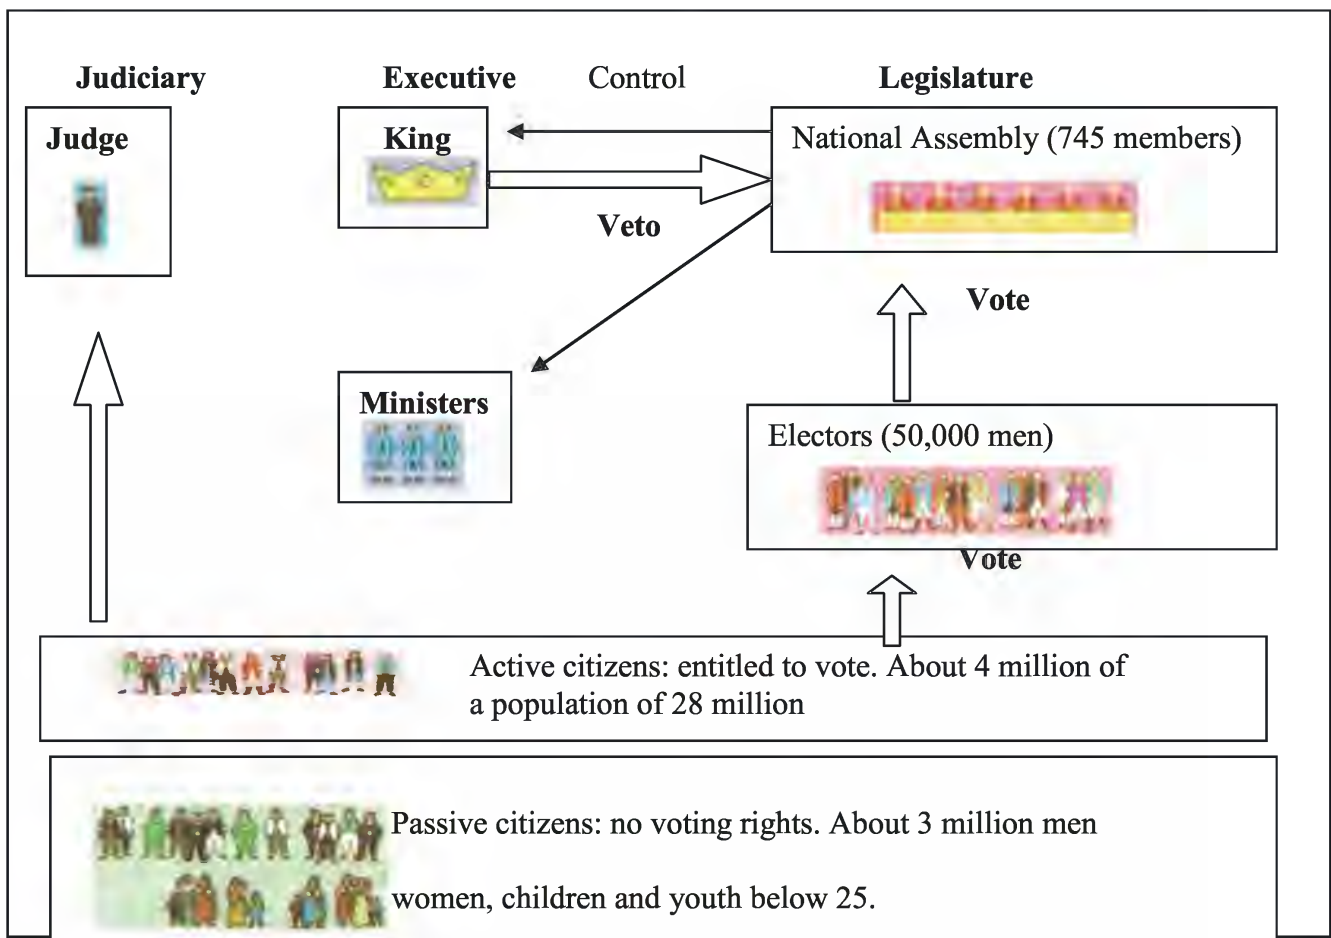 Judiciary
Executive
Control
Legislature
Judge
King
National Assembly (745 members)
Veto
Vote
Ministers
Electors (50,000 men)
Vote
Active citizens: entitled to vote. About 4 million of
a population of 28 million
Passive citizens: no voting rights. About 3 million men
women, children and youth below 25.